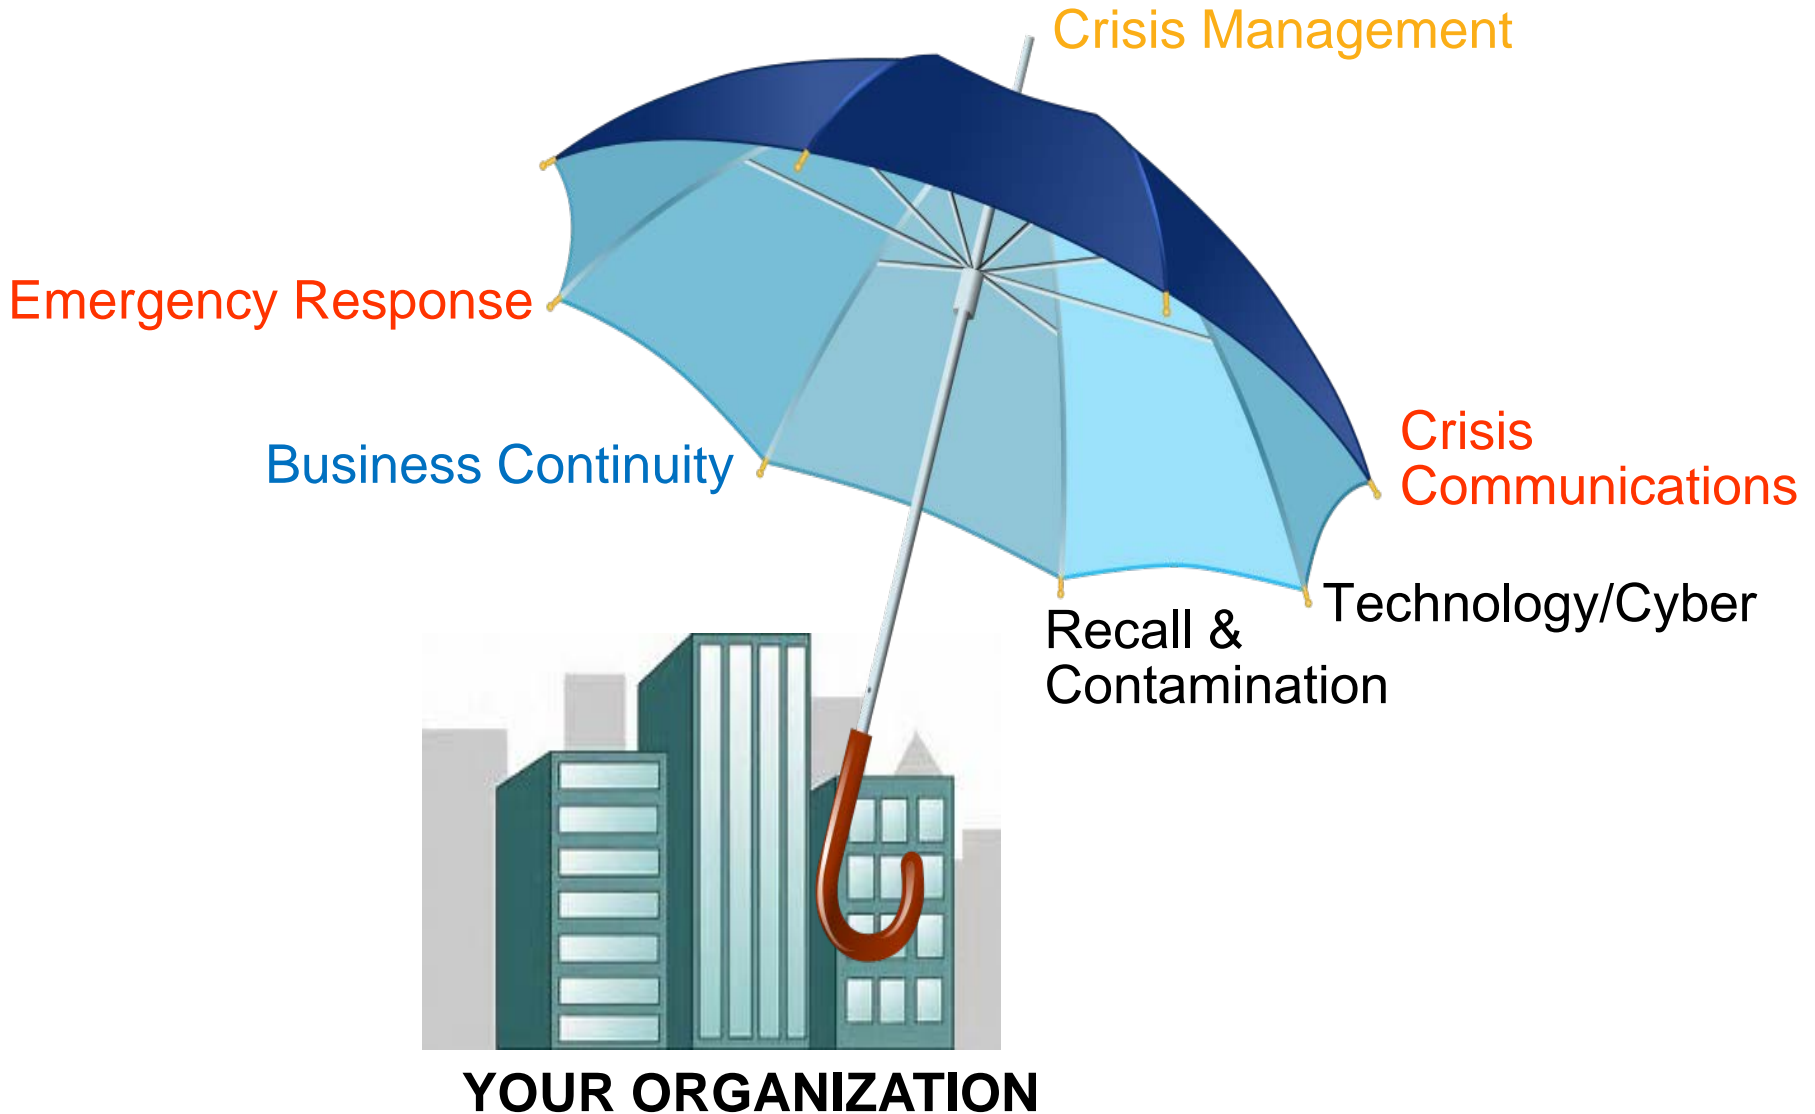 Crisis Management
Emergency Response
Business Continuity
Crisis
Communications
Technology/Cyber
Recall &
Contamination
YOUR ORGANIZATION